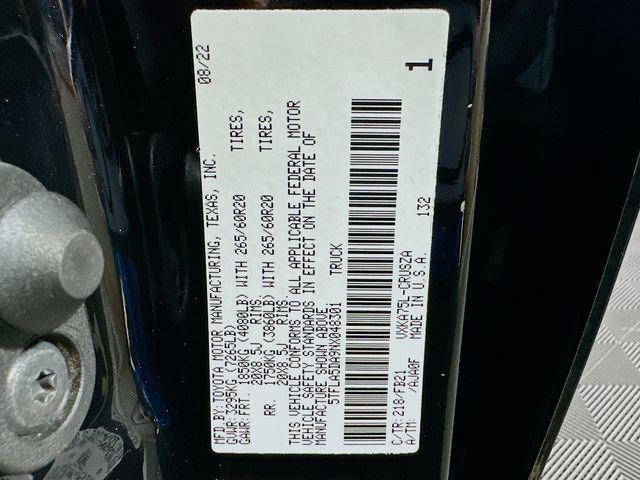 08/22
1
MFD.BY:TOYOTA MOTOR MANUFACTURING, TEXAS, INC.
GVWR:3295KG (7265LB)
GAWR:FRT. 1850KG (4080LB) WITH 265/60R20 TIRES,
20X8.5J RIMS.
RR. 1750KG (3860LB) WITH 265/60R20 TIRES,
20X8.5J RIMS.
THIS VEHICLE CONFORMS TO ALL APPLICABLE FEDERAL MOTOR
VEHICLE SAFETY STANDARDS IN EFFECT ON THE DATE OF
MANUFACTURE SHOWN ABOVE.
5TFLA5DA9NX048301 TRUCK
132
C/TR:218/FB21 VXKA75L-CRVSZA
A/TM: /AJA0F MADE IN U.S.A.